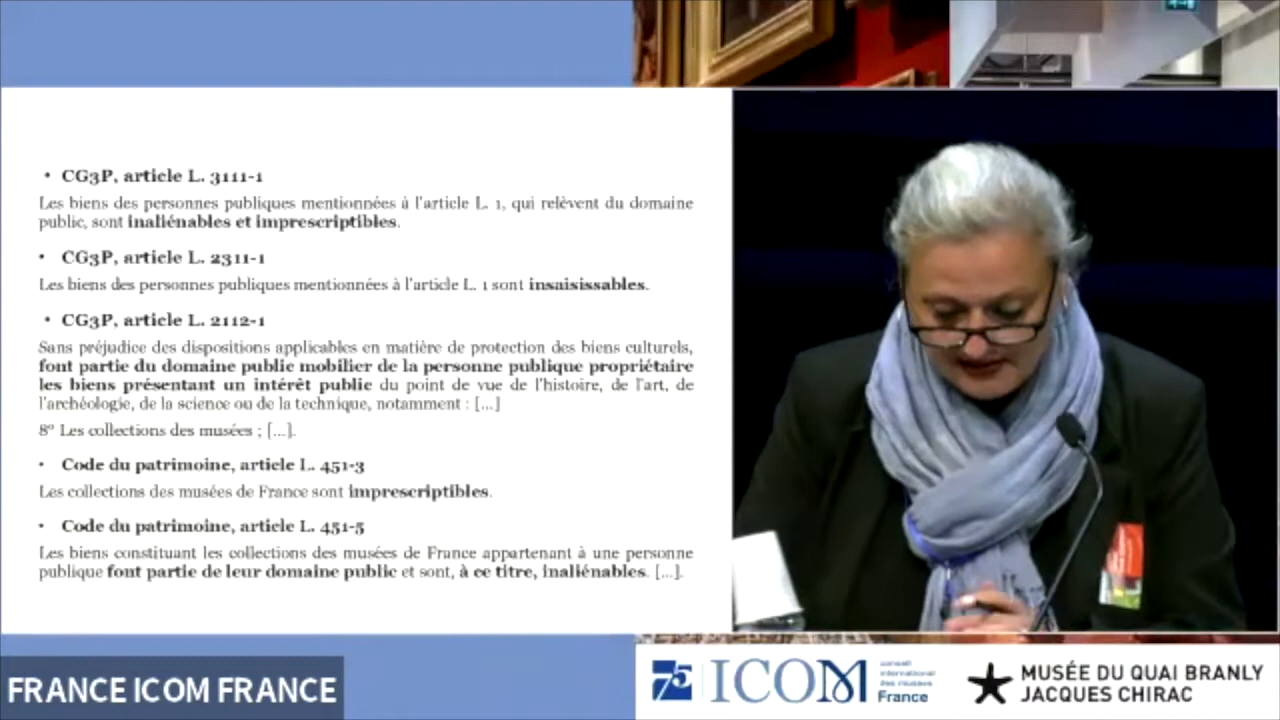 • CG3P, article L. 3111-1
Les biens des personnes publiques mentionnées à l'article L. 1, qui relèvent du domaine
public, sont inaliénables et imprescriptibles.
• CG3P, article L. 2311-1
Les biens des personnes publiques mentionnées à l'article L. 1 sont insaisissables.
• CG3P, article L. 2112-1
Sans préjudice des dispositions applicables en matière de protection des biens culturels,
font partie du domaine public mobilier de la personne publique propriétaire
les biens présentant un intérêt public du point de vue de l'histoire, de l'art, de
l'archéologie, de la science ou de la technique, notamment : [...]
8° Les collections des musées ; [...].
• Code du patrimoine, article L. 451-3
Les collections des musées de France sont imprescriptibles.
• Code du patrimoine, article L. 451-5
Les biens constituant les collections des musées de France appartenant à une personne
publique font partie de leur domaine public et sont, à ce titre, inaliénables. [...].
FRANCE ICOM FRANCE
75
ICOM
conseil
international
des musées
France
MUSÉE DU QUAI BRANLY
JACQUES CHIRAC